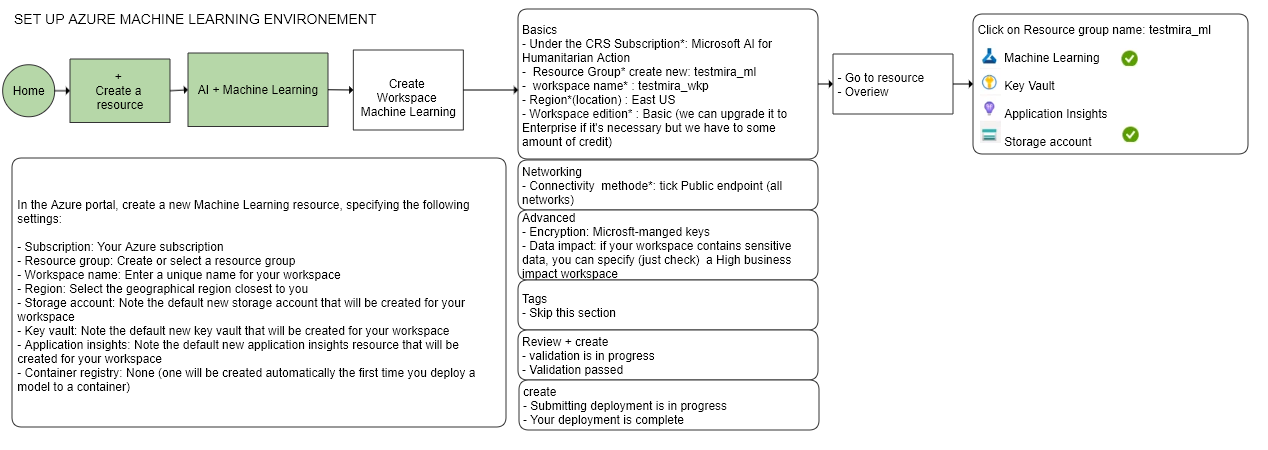 SET UP AZURE MACHINE LEARNING ENVIRONEMENT
Home
+
Create a
resource
AI + Machine Learning
Create
Workspace
Machine Learning
Basics
- Under the CRS Subscription*: Microsoft AI for
Humanitarian Action
- Resource Group* create new: testmira_ml
- workspace name* : testmira_wkp
- Region*(location) : East US
- Workspace edition* : Basic (we can upgrade it to
Enterprise if it's necessary but we have to some
amount of credit)
Networking
- Connectivity methode*: tick Public endpoint (all
networks)
Advanced
- Encryption: Microsft-manged keys
- Data impact: if your workspace contains sensitive
data, you can specify (just check) a High business
impact workspace
Tags
- Skip this section
Review + create
- validation is in progress
- Validation passed
create
- Submitting deployment is in progress
- Your deployment is complete
- Go to resource
- Overiew
Click on Resource group name: testmira_ml
Machine Learning
Key Vault
Application Insights
Storage account
In the Azure portal, create a new Machine Learning resource, specifying the following
settings:
- Subscription: Your Azure subscription
- Resource group: Create or select a resource group
- Workspace name: Enter a unique name for your workspace
- Region: Select the geographical region closest to you
- Storage account: Note the default new storage account that will be created for your
workspace
- Key vault: Note the default new key vault that will be created for your workspace
- Application insights: Note the default new application insights resource that will be
created for your workspace
- Container registry: None (one will be created automatically the first time you deploy a
model to a container)